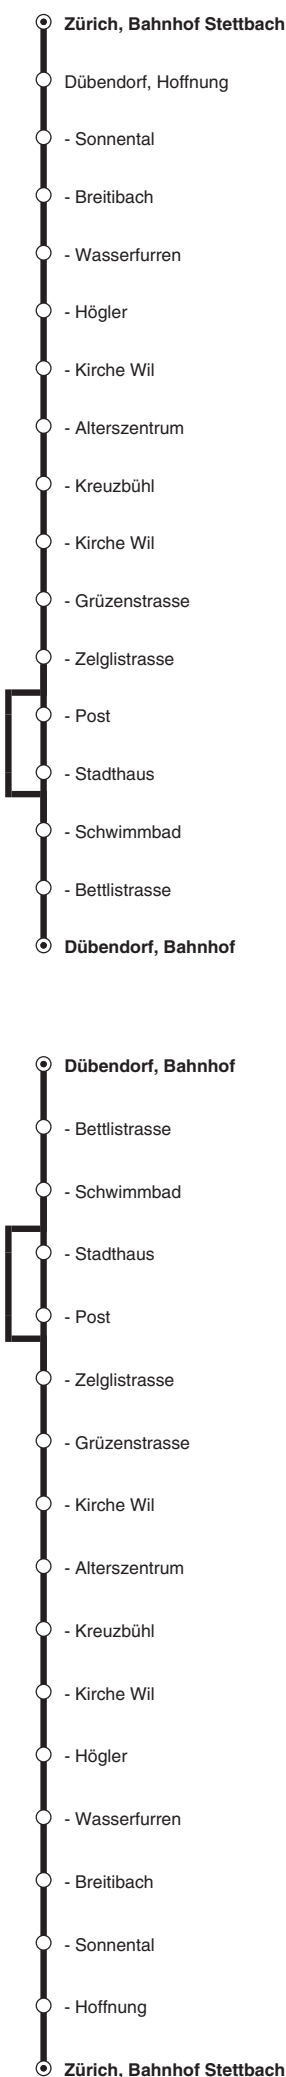 Zürich, Bahnhof Stettbach
Dübendorf, Hoffnung
- Sonnental
- Breitibach
- Wasserfurren
- Högler
- Kirche Wil
- Alterszentrum
- Kreuzbühl
- Kirche Wil
- Grüzenstrasse
- Zelglistrasse
- Post
- Stadthaus
- Schwimmbad
- Bettlistrasse
Dübendorf, Bahnhof
Dübendorf, Bahnhof
- Bettlistrasse
- Schwimmbad
- Stadthaus
- Post
- Zelglistrasse
- Grüzenstrasse
- Kirche Wil
- Alterszentrum
- Kreuzbühl
- Kirche Wil
- Högler
- Wasserfurren
- Breitibach
- Sonnental
- Hoffnung
Zürich, Bahnhof Stettbach